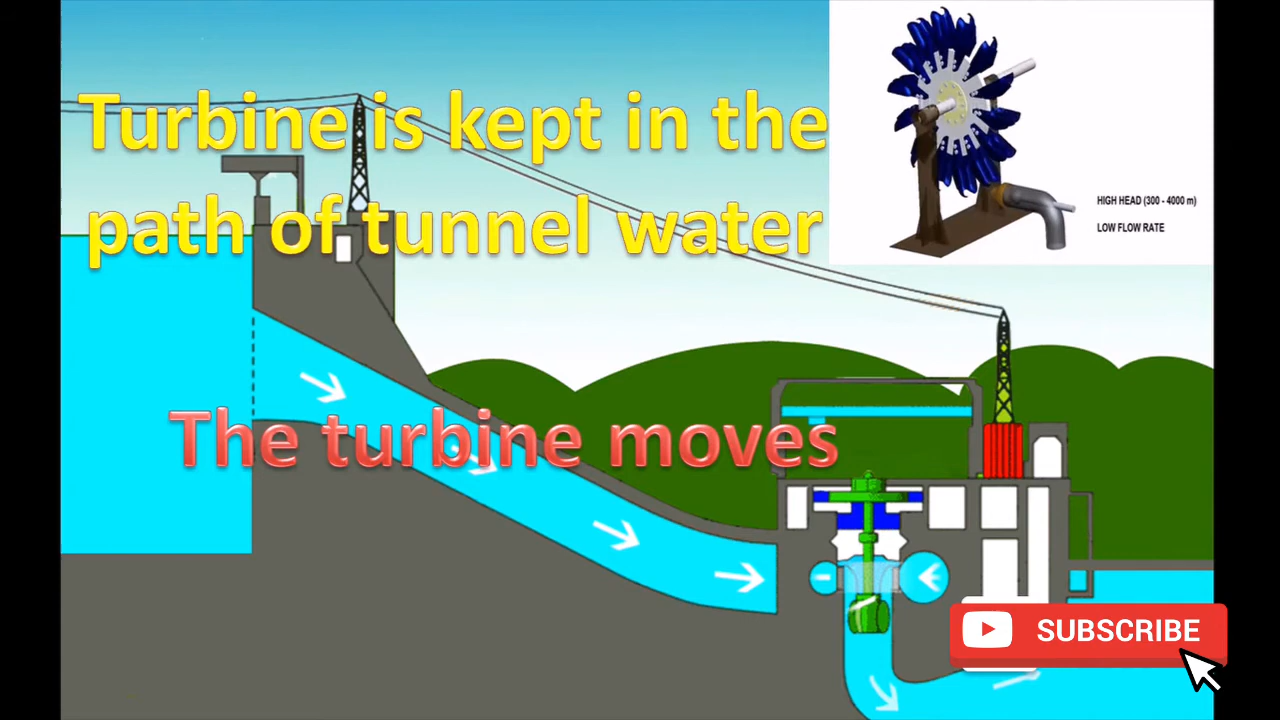 Turbine is kept in the
path of tunnel water
HIGH HEAD (300 - 4000 m)
LOW FLOW RATE
The turbine moves
SUBSCRIBE